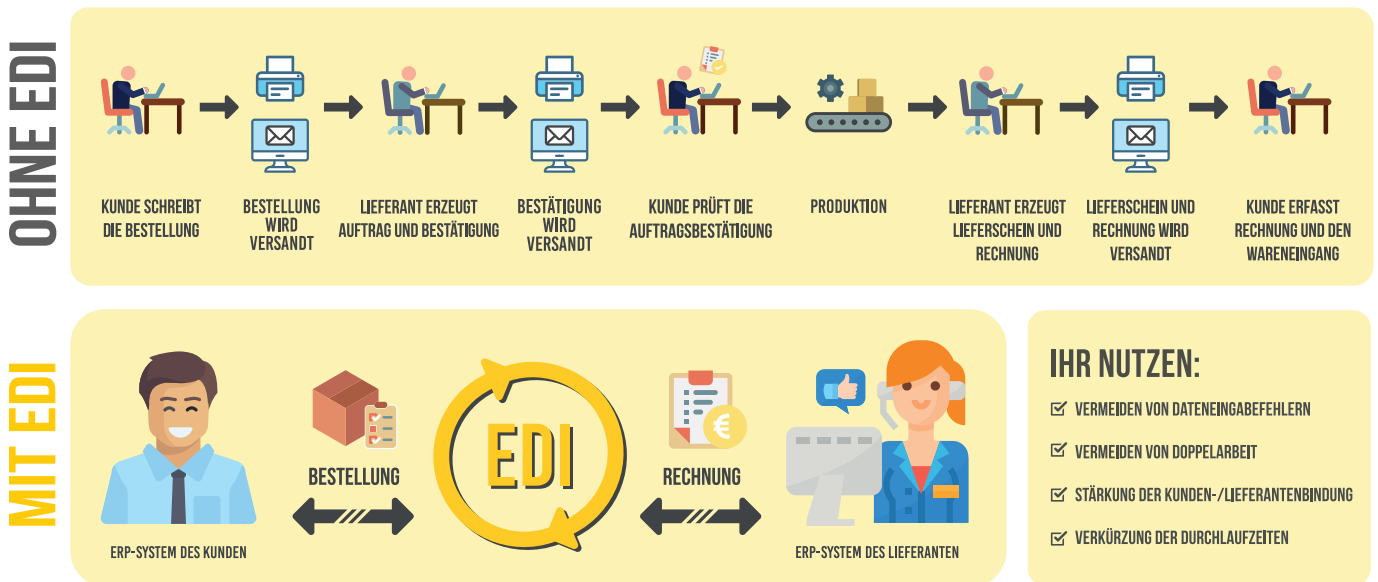 OHNE EDI
KUNDE SCHREIBT
DIE BESTELLUNG
BESTELLUNG
WIRD
VERSANDT
LIEFERANT ERZEUGT
AUFTRAG UND BESTÄTIGUNG
BESTÄTIGUNG
WIRD
VERSANDT
KUNDE PRÜFT DIE
AUFTRAGSBESTÄTIGUNG
PRODUKTION
LIEFERANT ERZEUGT
LIEFERSCHEIN UND
RECHNUNG
LIEFERSCHEIN UND
RECHNUNG WIRD
VERSANDT
KUNDE ERFASST
RECHNUNG UND DEN
WARENEINGANG
MIT EDI
BESTELLUNG
EDI
€
RECHNUNG
ERP-SYSTEM DES KUNDEN
ERP-SYSTEM DES LIEFERANTEN
IHR NUTZEN:
VERMEIDEN VON DATENEINGABEFEHLERN
VERMEIDEN VON DOPPELARBEIT
STÄRKUNG DER KUNDEN-/LIEFERANTENBINDUNG
VERKÜRZUNG DER DURCHLAUFZEITEN